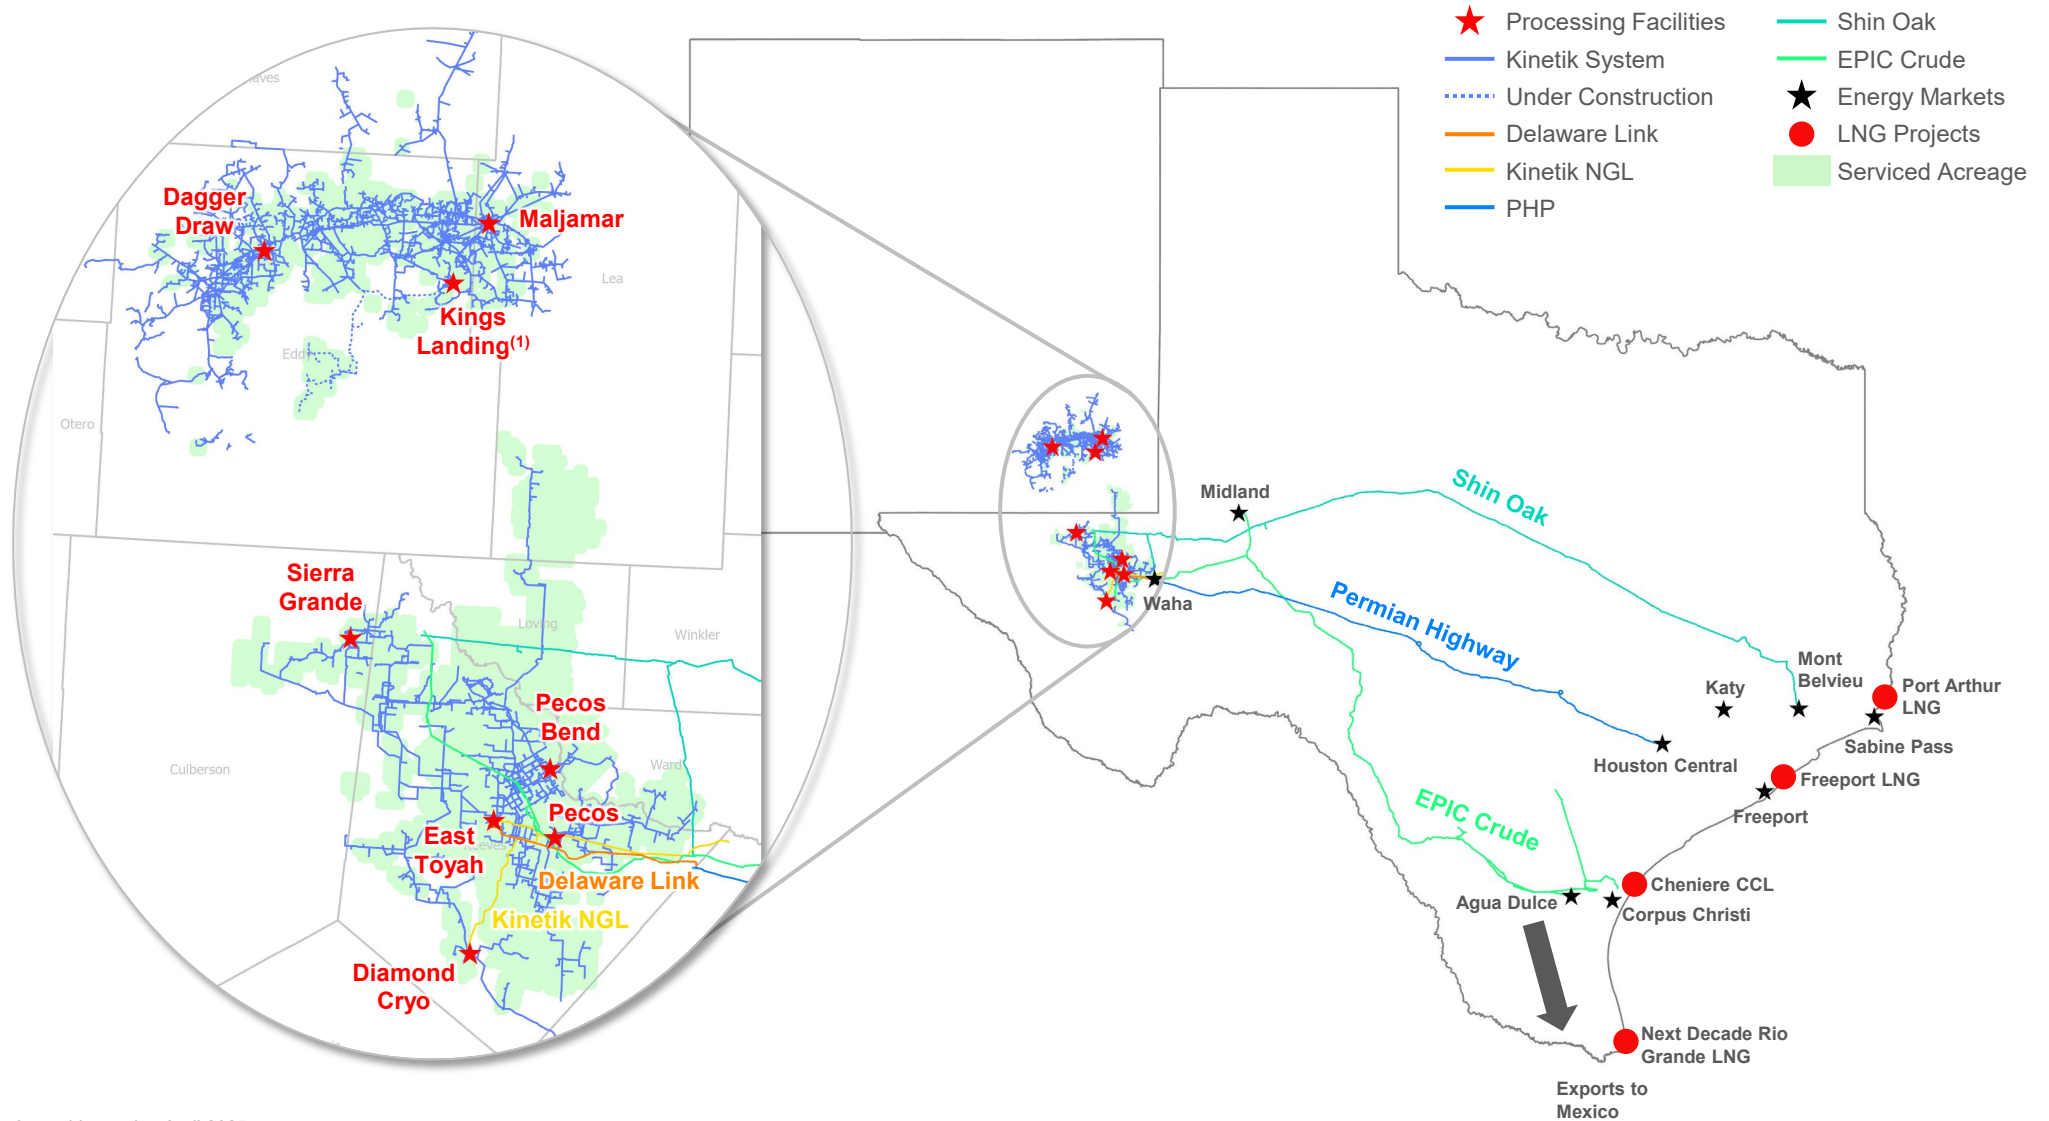 Processing Facilities
Kinetik System
Under Construction
Delaware Link
Kinetik NGL
PHP
Shin Oak
EPIC Crude
Energy Markets
LNG Projects
Serviced Acreage
Dagger
Draw
Maljamar
Lea
Kings
Landing(1)
Eddy
Otero
Sierra
Grande
Loving
Winkler
Pecos
Bend
Culberson
Ward
Pecos
East
Toyah
Reeves
Delaware Link
Kinetik NGL
Diamond
Cryo
Midland
Waha
Shin Oak
Permian Highway
EPIC Crude
Mont
Belvieu
Katy
Port Arthur
LNG
Sabine Pass
Houston Central
Freeport LNG
Freeport
Cheniere CCL
Agua Dulce
Corpus Christi
Next Decade Rio
Grande LNG
Exports to
Mexico